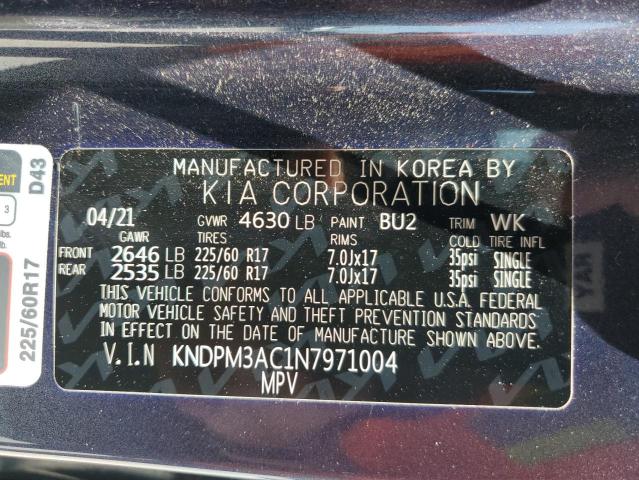 MANUFACTURED IN KOREA BY
KIA CORPORATION
04/21 GVWR 4630 LB PAINT BU2 TRIM WK
GAWR TIRES RIMS COLD TIRE INFL
FRONT 2646 LB 225/60 R17 7.0Jx17 35psi SINGLE
REAR 2535 LB 225/60 R17 7.0Jx17 35psi SINGLE
THIS VEHICLE CONFORMS TO ALL APPLICABLE U.S.A. FEDERAL
MOTOR VEHICLE SAFETY AND THEFT PREVENTION STANDARDS
IN EFFECT ON THE DATE OF MANUFACTURE SHOWN ABOVE.
V.I.N KNDPM3AC1N7971004
MPV
D43
225/60R17
3
YAR